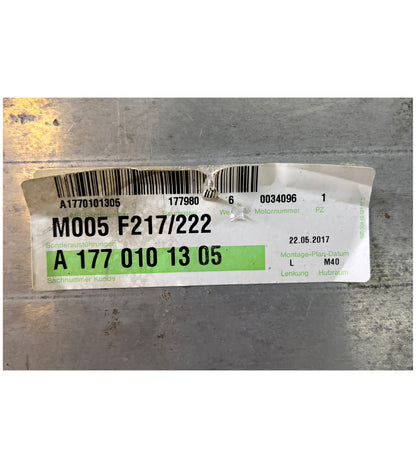 A1770101305 177980 6 0034096 1
Motornummer PZ
M005 F217/222
Sonderausführungen
22.05.2017
A 177 010 13 05
Montage-Plan-Datum
Sachnummer Kunde
L M40
Lenkung Hubraum